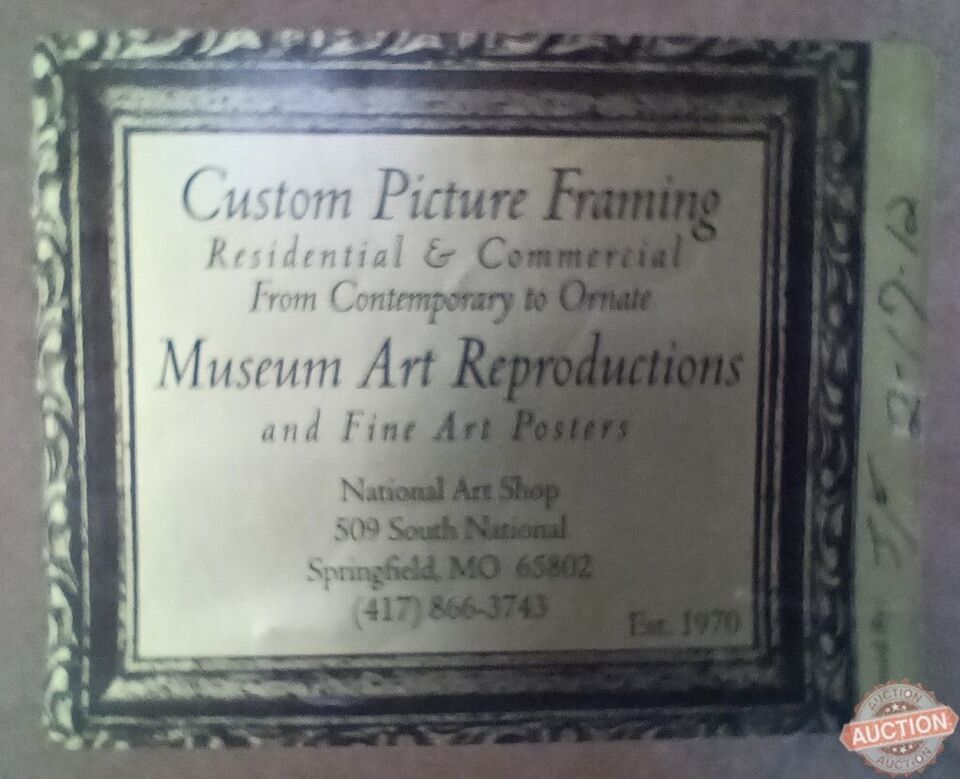 Custom Picture Framing
Residential & Commercial
From Contemporary to Ornate
Museum Art Reproductions
and Fine Art Posters
National Art Shop
509 South National
Springfield, MO 65802
(417) 866-3743
Est. 1970
AUCTION
AUCTION
AUCTION